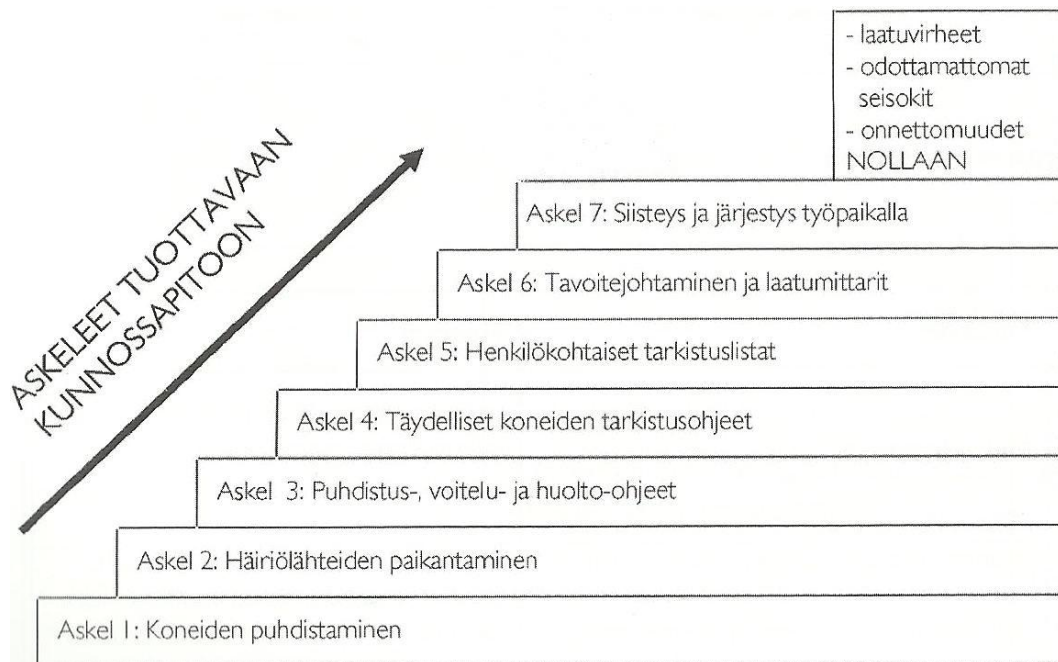 - laatuvirheet
- odottamattomat
seisokit
- onnettomuudet
NOLLAAN
ASKELEET TUOTTAVAAN
KUNNOSSAPITOON
Askel 7: Siisteys ja järjestys työpaikalla
Askel 6: Tavoitejohtaminen ja laatumittarit
Askel 5: Henkilökohtaiset tarkistuslistat
Askel 4: Täydelliset koneiden tarkistusohjeet
Askel 3: Puhdistus-, voitelu- ja huolto-ohjeet
Askel 2: Häiriölähteiden paikantaminen
Askel 1: Koneiden puhdistaminen